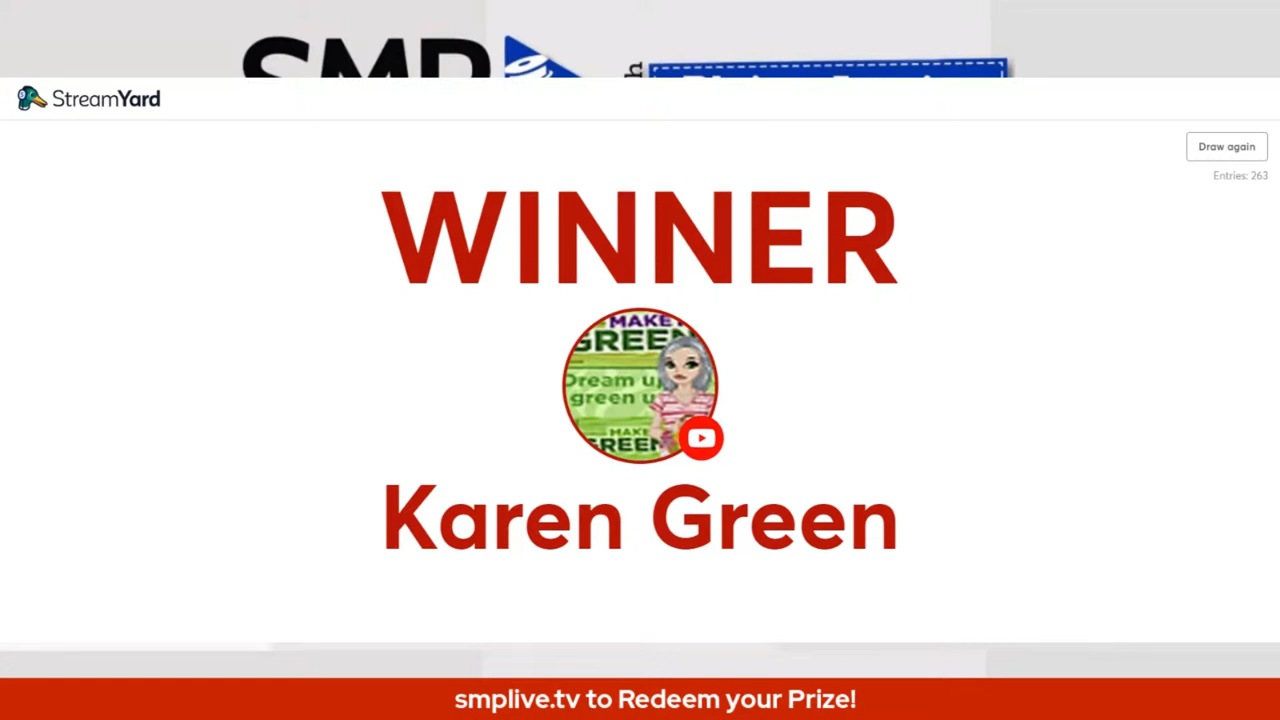 SMP
StreamYard
Draw again
Entries: 263
WINNER
MAKE
GREEN
Dream u
green u
MAKE
GREEN
Karen Green
smplive.tv to Redeem your Prize!